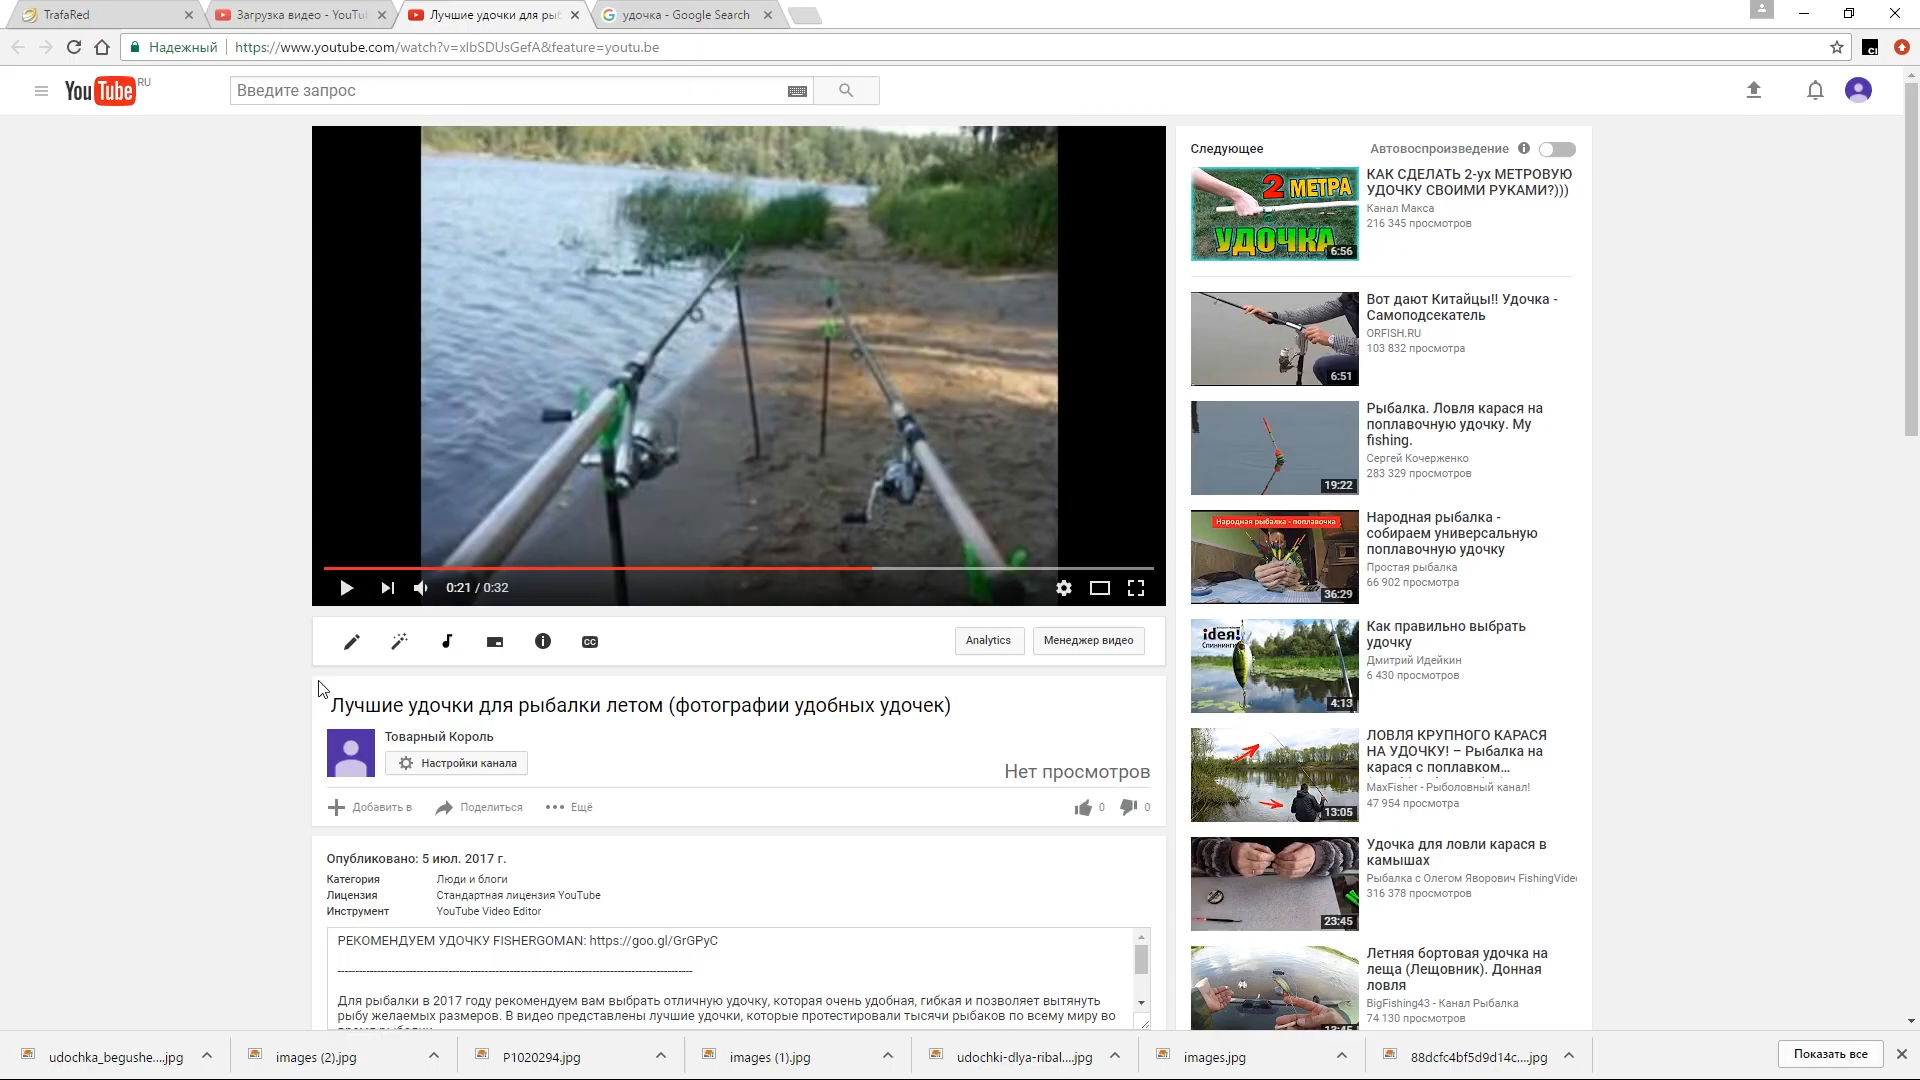 TrafaRed
Загрузка видео - YouTu
Лучшие удочки для ры
удочка - Google Search
Надежный
https://www.youtube.com/watch?v=xlbSDUsGefA&feature=youtu.be
YouTube RU
Введите запрос
0:21 / 0:32
Analytics
Менеджер видео
Лучшие удочки для рыбалки летом (фотографии удобных удочек)
Товарный Король
Настройки канала
Нет просмотров
Добавить в
Поделиться
Ещё
0
0
Опубликовано: 5 июл. 2017 г.
Категория Люди и блоги
Лицензия Стандартная лицензия YouTube
Инструмент YouTube Video Editor
РЕКОМЕНДУЕМ УДОЧКУ FISHERGOMAN: https://goo.gl/GrGPyC
Для рыбалки в 2017 году рекомендуем вам выбрать отличную удочку, которая очень удобная, гибкая и позволяет вытянуть
рыбу желаемых размеров. В видео представлены лучшие удочки, которые протестировали тысячи рыбаков по всему миру во
Следующее
Автовоспроизведение
2 МЕТРА
УДОЧКА
6:56
КАК СДЕЛАТЬ 2-ух МЕТРОВУЮ
УДОЧКУ СВОИМИ РУКАМИ?)))
Канал Макса
216 345 просмотров
6:51
Вот дают Китайцы!! Удочка -
Самоподсекатель
ORFISH.RU
103 832 просмотра
19:22
Рыбалка. Ловля карася на
поплавочную удочку. My
fishing.
Сергей Кочерженко
283 329 просмотров
Народная рыбалка - поплавочка
36:29
Народная рыбалка -
собираем универсальную
поплавочную удочку
Простая рыбалка
66 902 просмотра
ідея!
Спиннинги
4:13
Как правильно выбрать
удочку
Дмитрий Идейкин
6 430 просмотров
13:05
ЛОВЛЯ КРУПНОГО КАРАСЯ
НА УДОЧКУ! – Рыбалка на
карася с поплавком...
MaxFisher - Рыболовный канал!
47 954 просмотра
23:45
Удочка для ловли карася в
камышах
Рыбалка с Олегом Яворович FishingVide
316 378 просмотров
Летняя бортовая удочка на
леща (Лещовник). Донная
ловля
BigFishing43 - Канал Рыбалка
74 130 просмотров
udochka_begushe....jpg
images (2).jpg
P1020294.jpg
images (1).jpg
udochki-dlya-ribal....jpg
images.jpg
88dcfc4bf5d9d14c....jpg
Показать все